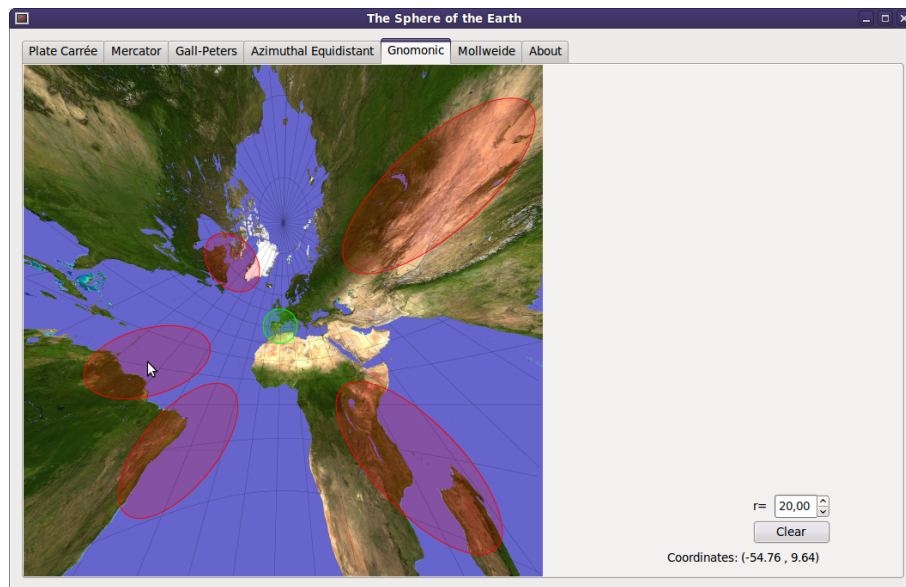 The Sphere of the Earth
Plate Carrée Mercator Gall-Peters Azimuthal Equidistant Gnomonic Mollweide About
r= 20,00
Clear
Coordinates: (-54.76 , 9.64)